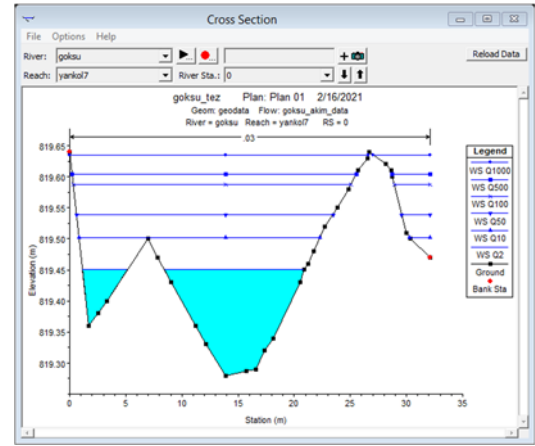 Cross Section
File Options Help
River: goksu
Reload Data
Reach: yankol7 River Sta.: 0
goksu_tez Plan: Plan 01 2/16/2021
Geom: geodata Flow: goksu_akim_data
River = goksu Reach = yankol7 RS = 0
.03
Legend
WS Q1000
WS Q500
WS Q100
WS Q50
WS Q10
WS Q2
Ground
Bank Sta
819.65
819.60
819.55
819.50
819.45
819.40
819.35
819.30
Elevation (m)
0 5 10 15 20 25 30 35
Station (m)